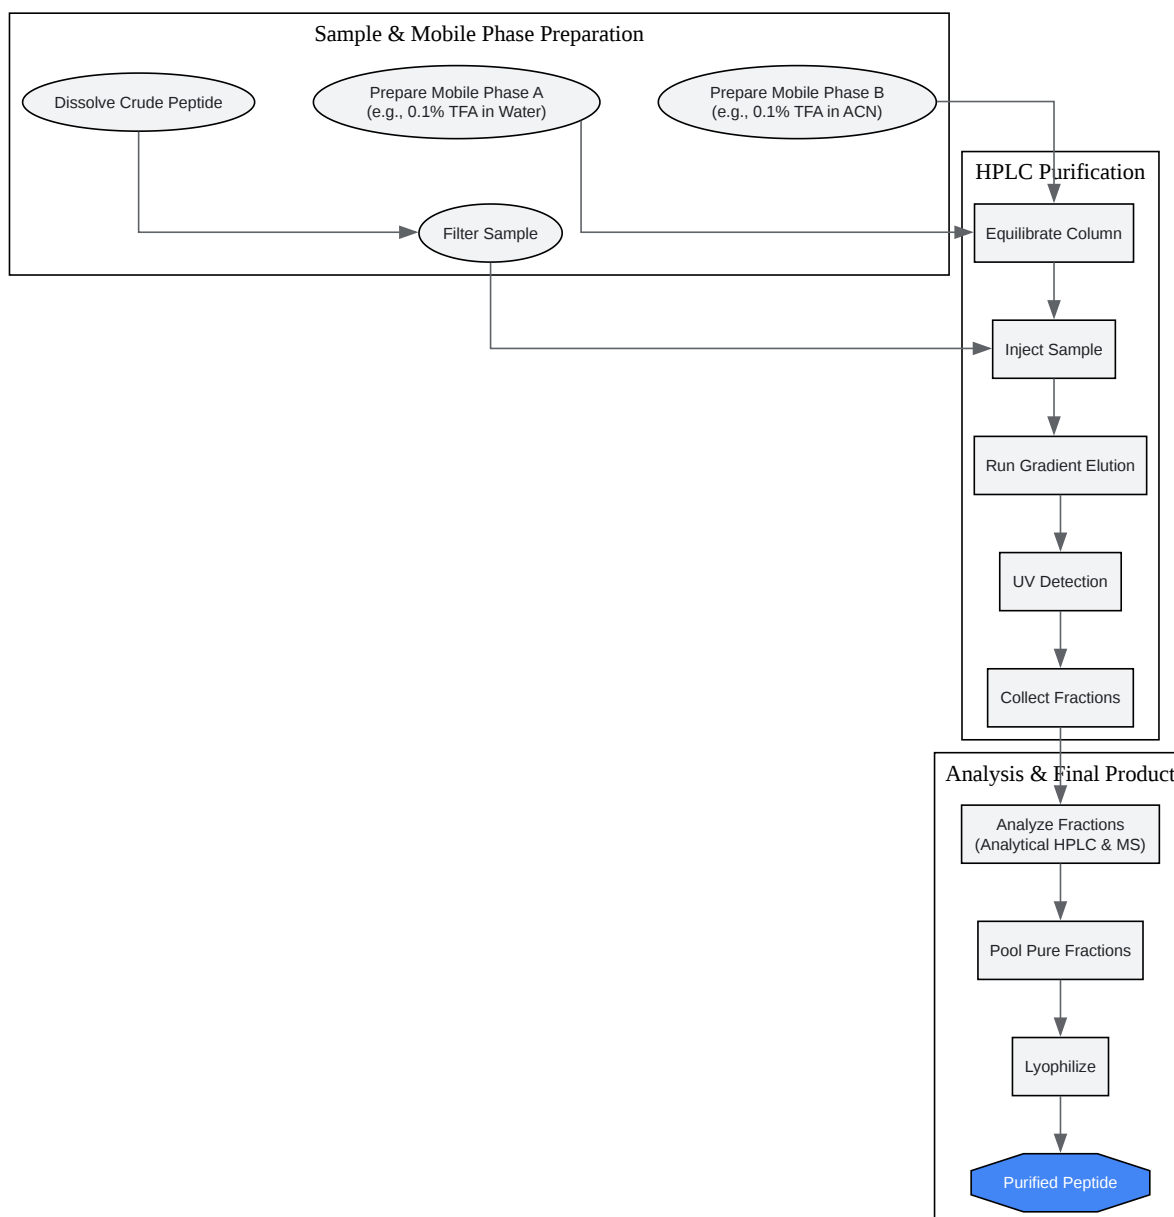 Sample & Mobile Phase Preparation
Dissolve Crude Peptide
Prepare Mobile Phase A
(e.g., 0.1% TFA in Water)
Prepare Mobile Phase B
(e.g., 0.1% TFA in ACN)
Filter Sample
HPLC Purification
Equilibrate Column
Inject Sample
Run Gradient Elution
UV Detection
Collect Fractions
Analysis & Final Product
Analyze Fractions
(Analytical HPLC & MS)
Pool Pure Fractions
Lyophilize
Purified Peptide